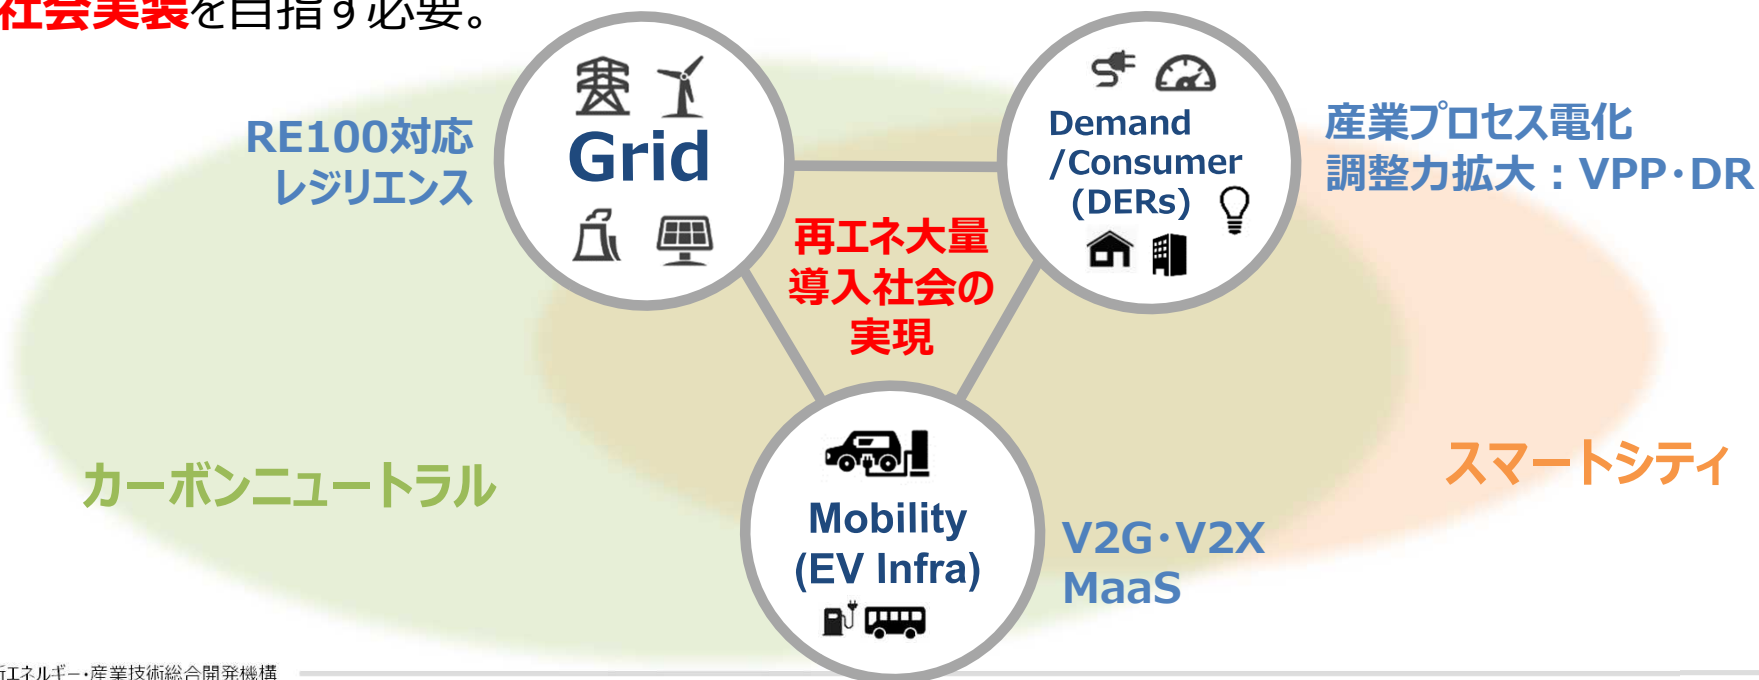 社会実装を目指す必要。
RE100対応
レジリエンス
Grid
Demand
/Consumer
(DERs)
産業プロセス電化
調整力拡大：VPP・DR
再エネ大量
導入社会の
実現
カーボンニュートラル
スマートシティ
Mobility
(EV Infra)
V2G・V2X
MaaS
新エネルギー・産業技術総合開発機構